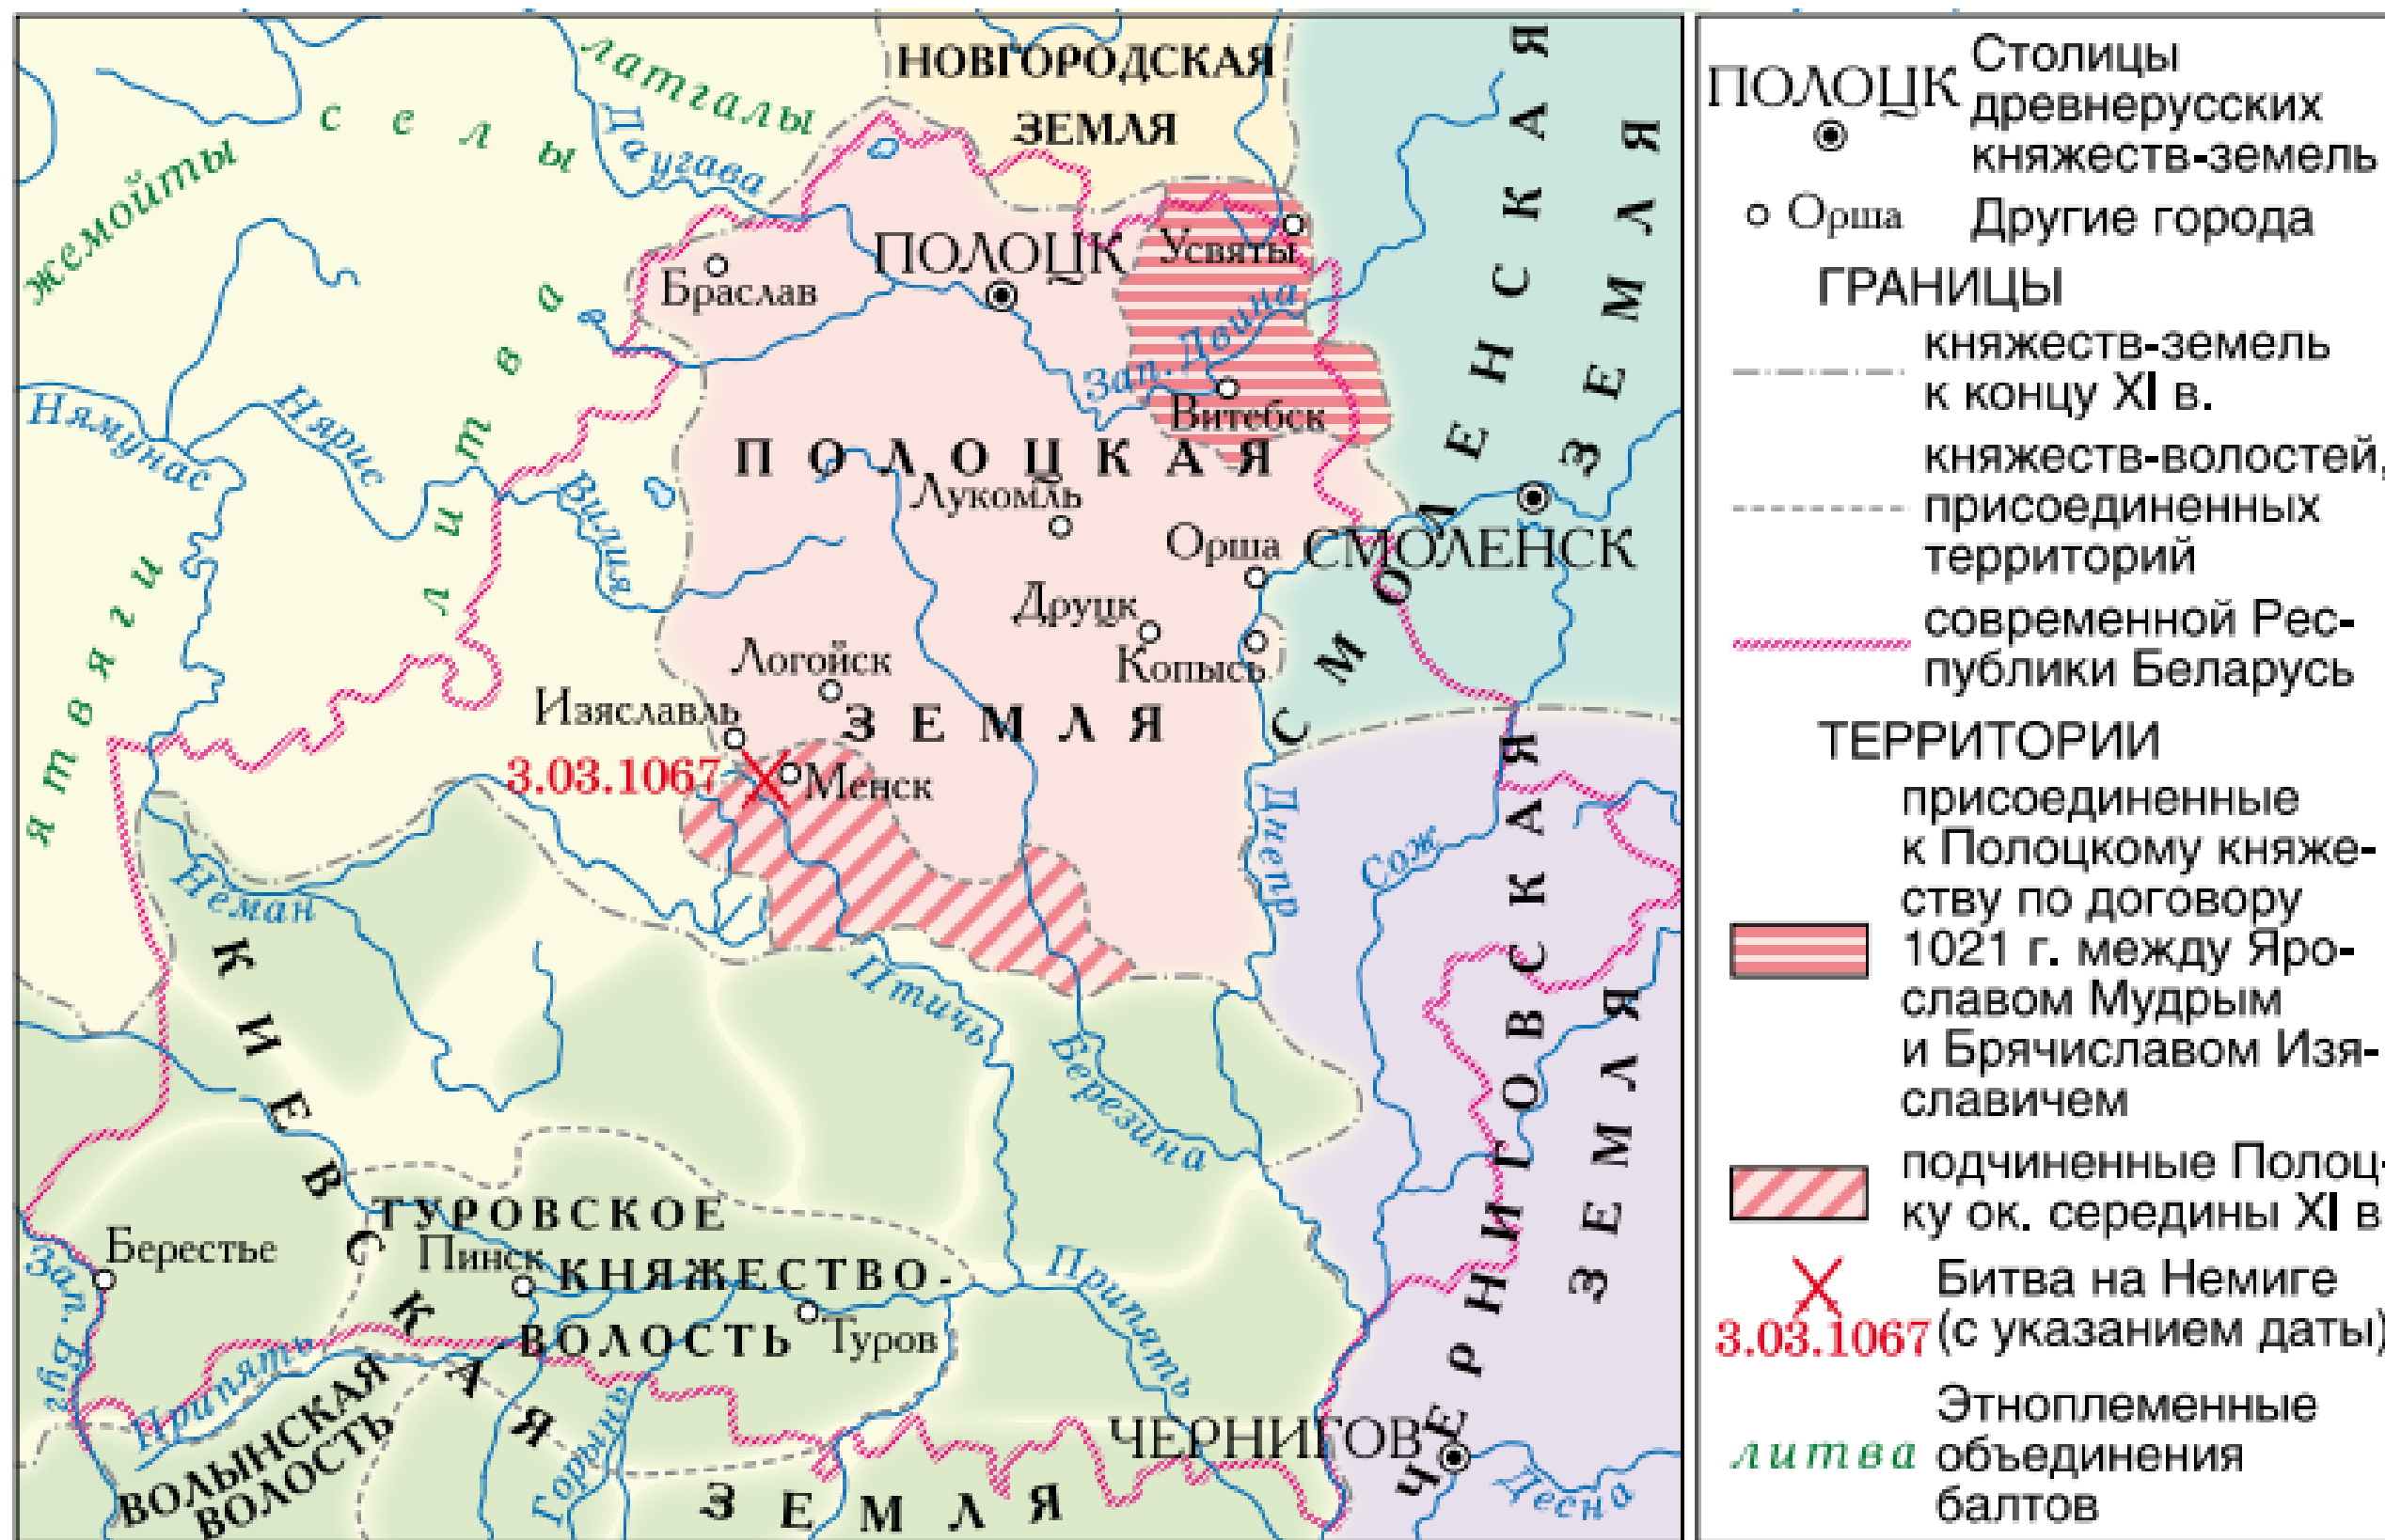 НОВГОРОДСКАЯ
ЗЕМЛЯ
латгалы
селы
жемойты
Даугава
ПОЛОЦК
Усвяты
Браслав
литва
Зап. Двина
Витебск
Нямунас
Нярис
Вилия
ПОЛОЦКАЯ
Лукомль
Орша
СМОЛЕНСК
СМОЛЕНСКАЯ
ЗЕМЛЯ
Друцк
Копысь
Логойск
Изяславль
ЗЕМЛЯ
3.03.1067
Менск
ятвяги
Днепр
Сож
Неман
Птичь
Березина
КИЕВСКАЯ
ЧЕРНИГОВСКАЯ
ЗЕМЛЯ
ТУРОВСКОЕ
Берестье
Пинск
КНЯЖЕСТВО-
ВОЛОСТЬ
Туров
Припять
Зап. Буг
Припять
ВОЛЫНСКАЯ
ВОЛОСТЬ
Горынь
ЧЕРНИГОВ
Десна
ЗЕМЛЯ
ПОЛОЦК
Столицы
древнерусских
княжеств-земель
Орша Другие города
ГРАНИЦЫ
княжеств-земель
к концу XI в.
княжеств-волостей,
присоединенных
территорий
современной Рес-
публики Беларусь
ТЕРРИТОРИИ
присоединенные
к Полоцкому княже-
ству по договору
1021 г. между Яро-
славом Мудрым
и Брячиславом Изя-
славичем
подчиненные Полоц-
ку ок. середины XI в
Битва на Немиге
3.03.1067 (с указанием даты)
Этноплеменные
литва объединения
балтов